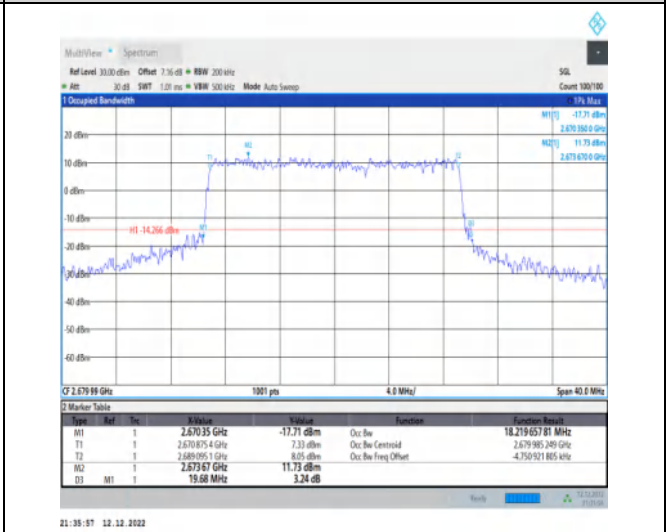 MultiView Spectrum
Ref Level 30.00 dBm Offset 7.16 dB RBW 200 kHz SGL
Att 30 dB SWT 1.01 ms VBW 500 kHz Mode Auto Sweep Count 100/100
1 Occupied Bandwidth 1Pk Max
M1[1] -17.71 dBm
2.670 350 0 GHz
M2[1] 11.73 dBm
2.673 670 0 GHz
20 dBm
10 dBm
0 dBm
-10 dBm
H1 -14.266 dBm
-20 dBm
-30 dBm
-40 dBm
-50 dBm
-60 dBm
T1
M2
T2
M1
D3
CF 2.679 99 GHz 1001 pts 4.0 MHz/ Span 40.0 MHz
2 Marker Table
Type Ref Trc X-Value Y-Value Function Function Result
M1 1 2.670 35 GHz -17.71 dBm Occ Bw 18.219 657 81 MHz
T1 1 2.670 875 4 GHz 7.33 dBm Occ Bw Centroid 2.679 985 249 GHz
T2 1 2.689 095 1 GHz 8.05 dBm Occ Bw Freq Offset -4.750 921 805 kHz
M2 1 2.673 67 GHz 11.73 dBm
D3 M1 1 19.68 MHz 3.24 dB
Ready 12.12.2022
21:35:57 12.12.2022